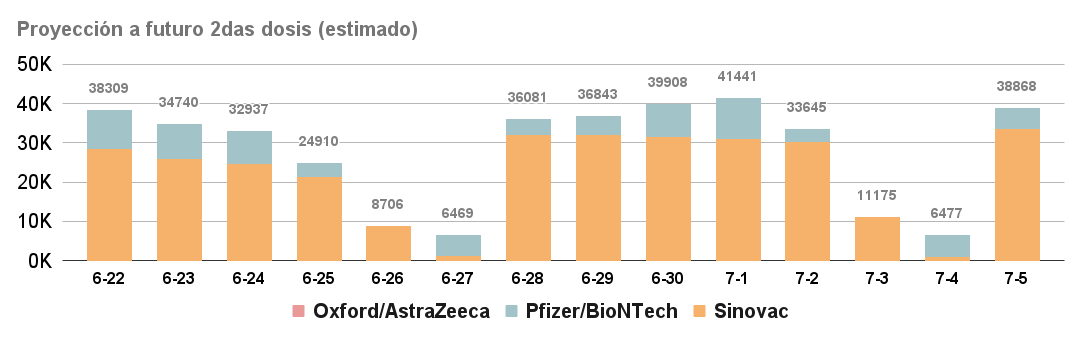 Proyección a futuro 2das dosis (estimado)
50K
40K
30K
20K
10K
0K
38309
34740
32937
24910
8706
6469
36081
36843
39908
41441
33645
11175
6477
38868
6-22 6-23 6-24 6-25 6-26 6-27 6-28 6-29 6-30 7-1 7-2 7-3 7-4 7-5
Oxford/AstraZeeca Pfizer/BioNTech Sinovac